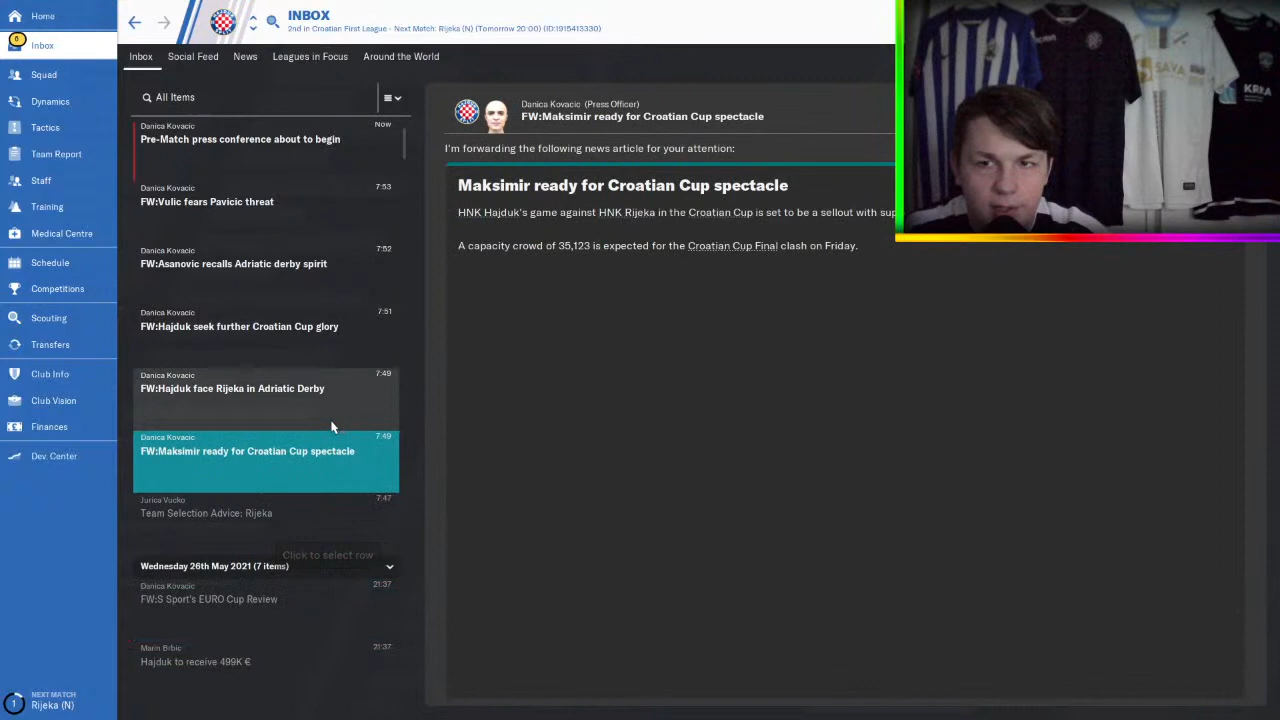 Home
INBOX
2nd in Croatian First League - Next Match: Rijeka (N) (Tomorrow 20:00) (ID:1915413330)
6
Inbox
Squad
Dynamics
Tactics
Team Report
Staff
Training
Medical Centre
Schedule
Competitions
Scouting
Transfers
Club Info
Club Vision
Finances
Dev. Center
1
NEXT MATCH
Rijeka (N)
Inbox
Social Feed
News
Leagues in Focus
Around the World
All Items
Danica Kovacic
Now
Pre-Match press conference about to begin
Danica Kovacic
7:53
FW:Vulic fears Pavicic threat
Danica Kovacic
7:52
FW:Asanovic recalls Adriatic derby spirit
Danica Kovacic
7:51
FW:Hajduk seek further Croatian Cup glory
Danica Kovacic
7:49
FW:Hajduk face Rijeka in Adriatic Derby
Danica Kovacic
7:49
FW:Maksimir ready for Croatian Cup spectacle
Jurica Vucko
7:47
Team Selection Advice: Rijeka
Click to select row
Wednesday 26th May 2021 (7 items)
Danica Kovacic
21:37
FW:S Sport's EURO Cup Review
Marin Brbic
21:37
Hajduk to receive 499K €
Danica Kovacic (Press Officer)
FW:Maksimir ready for Croatian Cup spectacle
I'm forwarding the following news article for your attention:
Maksimir ready for Croatian Cup spectacle
HNK Hajduk's game against HNK Rijeka in the Croatian Cup is set to be a sellout with sup
A capacity crowd of 35,123 is expected for the Croatian Cup Final clash on Friday.
SAVA
KRKA